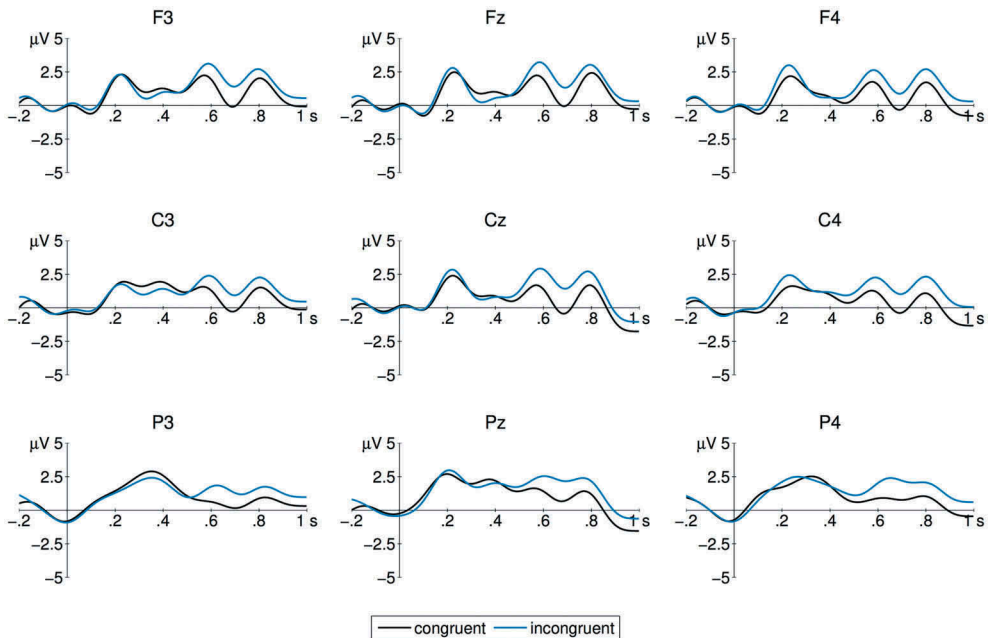 F3 Fz F4
µV 5 µV 5 µV 5
2.5 2.5 2.5
−.2 .2 .4 .6 .8 1 s −.2 .2 .4 .6 .8 1 s −.2 .2 .4 .6 .8 1 s
−2.5 −2.5 −2.5
−5 −5 −5
C3 Cz C4
µV 5 µV 5 µV 5
2.5 2.5 2.5
−.2 .2 .4 .6 .8 1 s −.2 .2 .4 .6 .8 1 s −.2 .2 .4 .6 .8 1 s
−2.5 −2.5 −2.5
−5 −5 −5
P3 Pz P4
µV 5 µV 5 µV 5
2.5 2.5 2.5
−.2 .2 .4 .6 .8 1 s −.2 .2 .4 .6 .8 1 s −.2 .2 .4 .6 .8 1 s
−2.5 −2.5 −2.5
−5 −5 −5
congruent incongruent